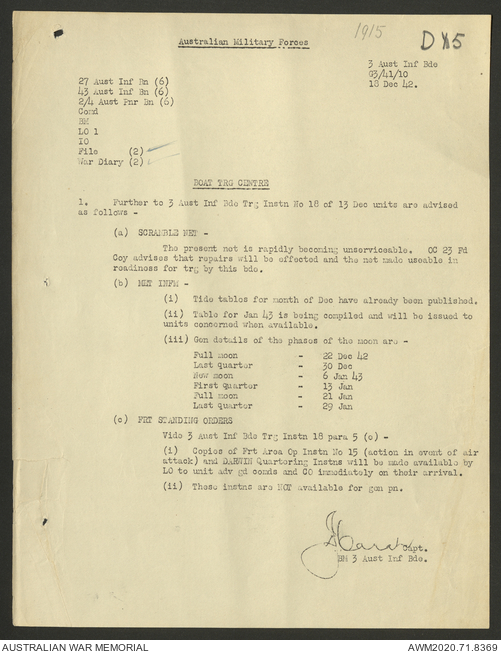 Australian Military Forces
1915
D
5
3 Aust Inf Bde
G3/41/10
18 Dec 42.
27 Aust Inf Bn (6)
43 Aust Inf Bn (6)
2/4 Aust Pnr Bn (6)
Comd
BM
LO 1
IO
File (2)
War Diary (2)
BOAT TRG CENTRE
1. Further to 3 Aust Inf Bde Trg Instn No 18 of 13 Dec units are advised
as follows -
(a) SCRAMBLE NET -
The present net is rapidly becoming unserviceable. OC 23 Fd
Coy advises that repairs will be effected and the net made useable in
readiness for trg by this bde.
(b) MET INFM -
(i) Tide tables for month of Dec have already been published.
(ii) Table for Jan 43 is being compiled and will be issued to
units concerned when available.
(iii) Gen details of the phases of the moon are -
Full moon - 22 Dec 42
Last quarter - 30 Dec
New moon - 6 Jan 43
First quarter - 13 Jan
Full moon - 21 Jan
Last quarter - 29 Jan
(c) FRT STANDING ORDERS
Vide 3 Aust Inf Bde Trg Instn 18 para 5 (c) -
(i) Copies of Frt Area Op Instn No 15 (action in event of air
attack) and DARWIN Quartering Instns will be made available by
LO to unit adv gd comds and CO immediately on their arrival.
(ii) These instns are NOT available for gen pn.
Capt.
BM 3 Aust Inf Bde.
AUSTRALIAN WAR MEMORIAL
AWM2020.71.8369